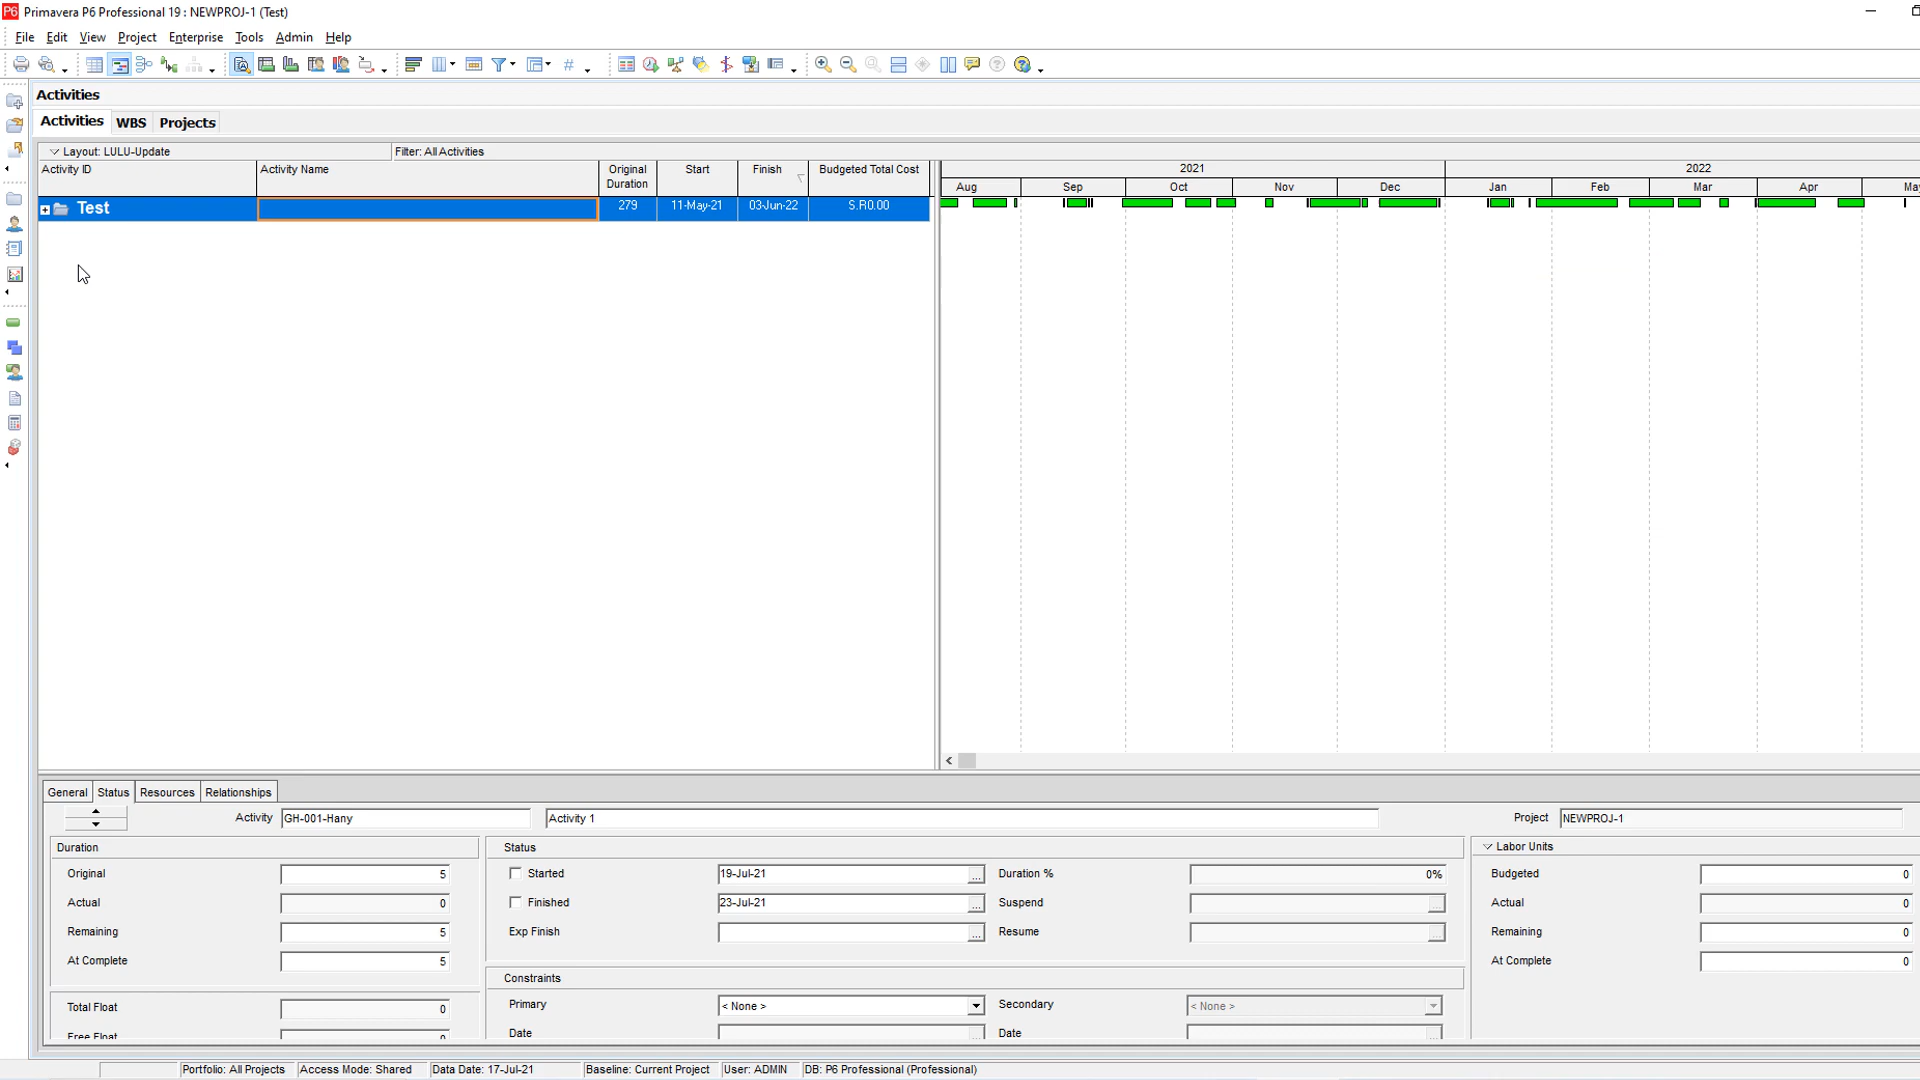 P6 Primavera P6 Professional 19 : NEWPROJ-1 (Test)
File Edit View Project Enterprise Tools Admin Help
Activities
Activities WBS Projects
Layout: LULU-Update Filter: All Activities
Activity ID Activity Name Original Duration Start Finish Budgeted Total Cost
2021 2022
Aug Sep Oct Nov Dec Jan Feb Mar Apr May
Test 279 11-May-21 03-Jun-22 S.R0.00
General Status Resources Relationships
Activity GH-001-Hany Activity 1 Project NEWPROJ-1
Duration Status Labor Units
Original 5 Started 19-Jul-21 Duration % 0% Budgeted 0
Actual 0 Finished 23-Jul-21 Suspend Actual 0
Remaining 5 Exp Finish Resume Remaining 0
At Complete 5 At Complete 0
Constraints
Total Float 0 Primary < None > Secondary < None >
Free Float 0 Date Date
Portfolio: All Projects Access Mode: Shared Data Date: 17-Jul-21 Baseline: Current Project User: ADMIN DB: P6 Professional (Professional)